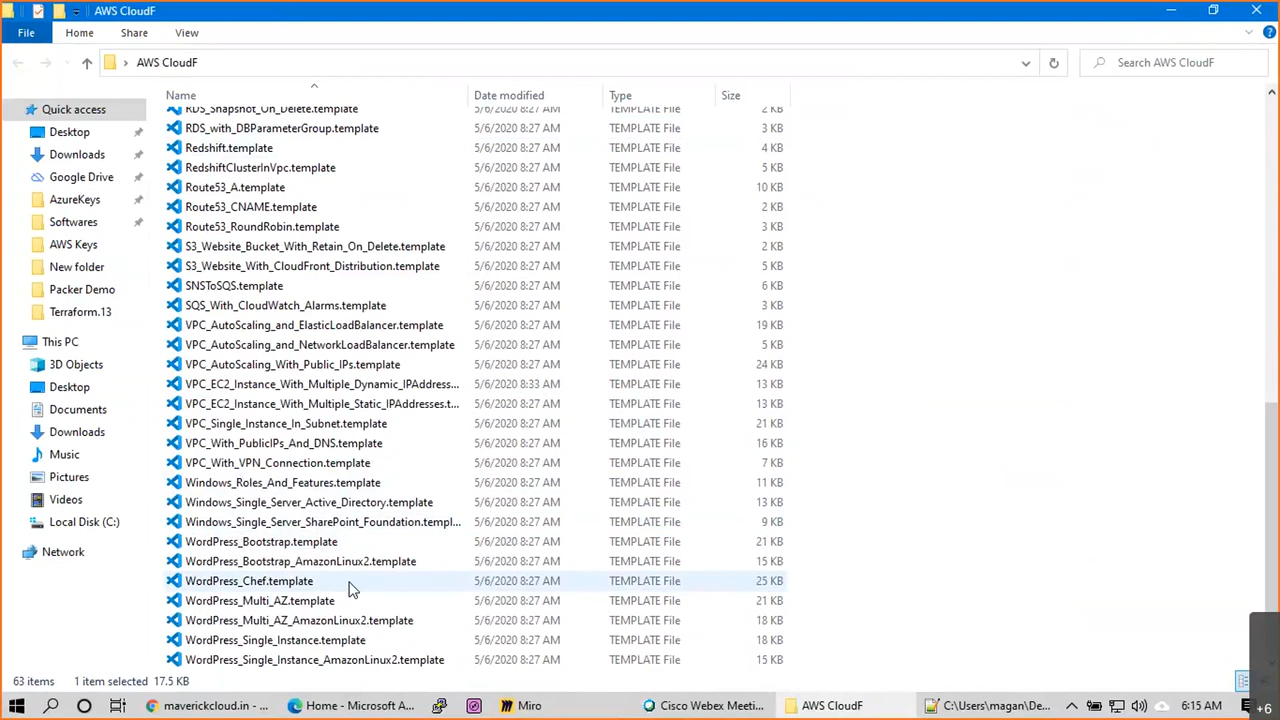 AWS CloudF
File Home Share View
AWS CloudF
Search AWS CloudF
Name Date modified Type Size
Quick access
Desktop
Downloads
Google Drive
AzureKeys
Softwares
AWS Keys
New folder
Packer Demo
Terraform.13
This PC
3D Objects
Desktop
Documents
Downloads
Music
Pictures
Videos
Local Disk (C:)
Network
RDS_Snapshot_On_Delete.template 5/6/2020 8:27 AM TEMPLATE File 2 KB
RDS_with_DBParameterGroup.template 5/6/2020 8:27 AM TEMPLATE File 3 KB
Redshift.template 5/6/2020 8:27 AM TEMPLATE File 4 KB
RedshiftClusterInVpc.template 5/6/2020 8:27 AM TEMPLATE File 5 KB
Route53_A.template 5/6/2020 8:27 AM TEMPLATE File 10 KB
Route53_CNAME.template 5/6/2020 8:27 AM TEMPLATE File 2 KB
Route53_RoundRobin.template 5/6/2020 8:27 AM TEMPLATE File 3 KB
S3_Website_Bucket_With_Retain_On_Delete.template 5/6/2020 8:27 AM TEMPLATE File 2 KB
S3_Website_With_CloudFront_Distribution.template 5/6/2020 8:27 AM TEMPLATE File 5 KB
SNSToSQS.template 5/6/2020 8:27 AM TEMPLATE File 6 KB
SQS_With_CloudWatch_Alarms.template 5/6/2020 8:27 AM TEMPLATE File 3 KB
VPC_AutoScaling_and_ElasticLoadBalancer.template 5/6/2020 8:27 AM TEMPLATE File 19 KB
VPC_AutoScaling_and_NetworkLoadBalancer.template 5/6/2020 8:27 AM TEMPLATE File 5 KB
VPC_AutoScaling_With_Public_IPs.template 5/6/2020 8:27 AM TEMPLATE File 24 KB
VPC_EC2_Instance_With_Multiple_Dynamic_IPAddress... 5/6/2020 8:33 AM TEMPLATE File 13 KB
VPC_EC2_Instance_With_Multiple_Static_IPAddresses.t... 5/6/2020 8:27 AM TEMPLATE File 13 KB
VPC_Single_Instance_In_Subnet.template 5/6/2020 8:27 AM TEMPLATE File 21 KB
VPC_With_PublicIPs_And_DNS.template 5/6/2020 8:27 AM TEMPLATE File 16 KB
VPC_With_VPN_Connection.template 5/6/2020 8:27 AM TEMPLATE File 7 KB
Windows_Roles_And_Features.template 5/6/2020 8:27 AM TEMPLATE File 11 KB
Windows_Single_Server_Active_Directory.template 5/6/2020 8:27 AM TEMPLATE File 13 KB
Windows_Single_Server_SharePoint_Foundation.templ... 5/6/2020 8:27 AM TEMPLATE File 9 KB
WordPress_Bootstrap.template 5/6/2020 8:27 AM TEMPLATE File 21 KB
WordPress_Bootstrap_AmazonLinux2.template 5/6/2020 8:27 AM TEMPLATE File 15 KB
WordPress_Chef.template 5/6/2020 8:27 AM TEMPLATE File 25 KB
WordPress_Multi_AZ.template 5/6/2020 8:27 AM TEMPLATE File 21 KB
WordPress_Multi_AZ_AmazonLinux2.template 5/6/2020 8:27 AM TEMPLATE File 18 KB
WordPress_Single_Instance.template 5/6/2020 8:27 AM TEMPLATE File 18 KB
WordPress_Single_Instance_AmazonLinux2.template 5/6/2020 8:27 AM TEMPLATE File 15 KB
63 items 1 item selected 17.5 KB
maverickcloud.in - ... Home - Microsoft A... Miro Cisco Webex Meeti... AWS CloudF C:\Users\magan\De... 6:15 AM +6